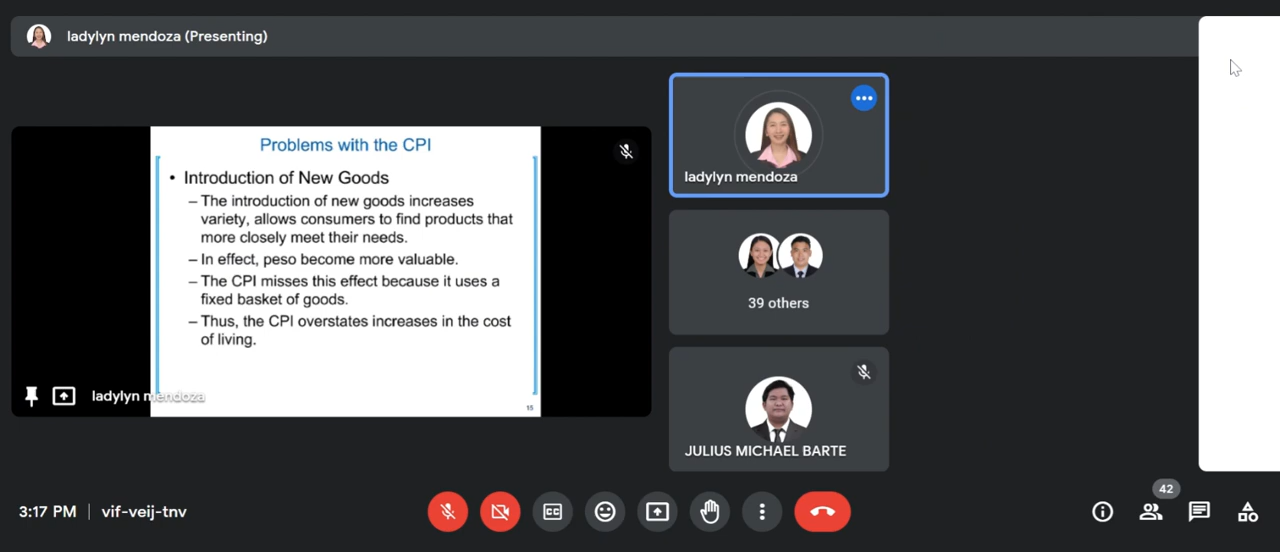 ladylyn mendoza (Presenting)
Problems with the CPI
• Introduction of New Goods
– The introduction of new goods increases
variety, allows consumers to find products that
more closely meet their needs.
– In effect, peso become more valuable.
– The CPI misses this effect because it uses a
fixed basket of goods.
– Thus, the CPI overstates increases in the cost
of living.
15
ladylyn mendoza
ladylyn mendoza
39 others
JULIUS MICHAEL BARTE
3:17 PM | vif-veij-tnv
CC
42